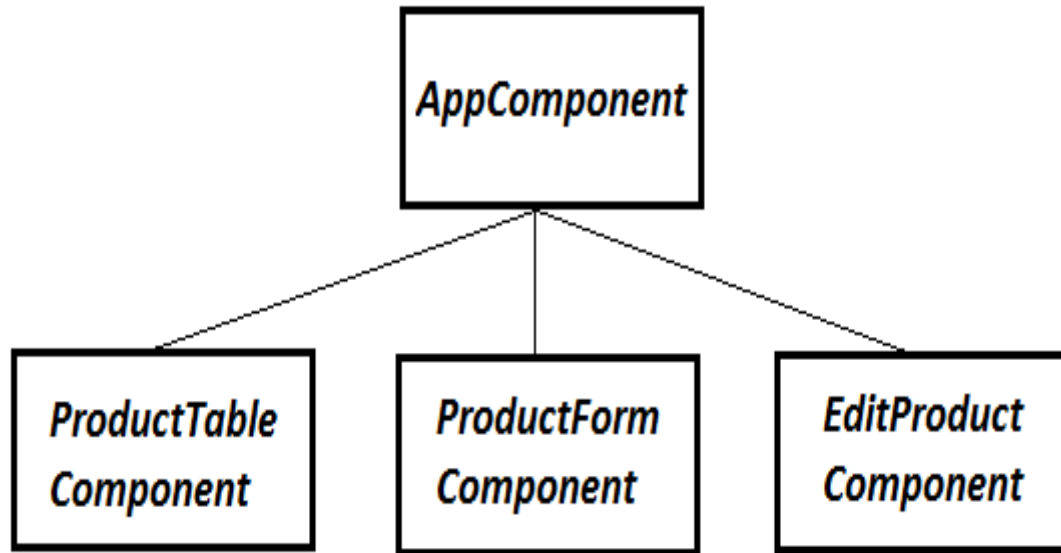 AppComponent
ProductTable
Component
ProductForm
Component
EditProduct
Component